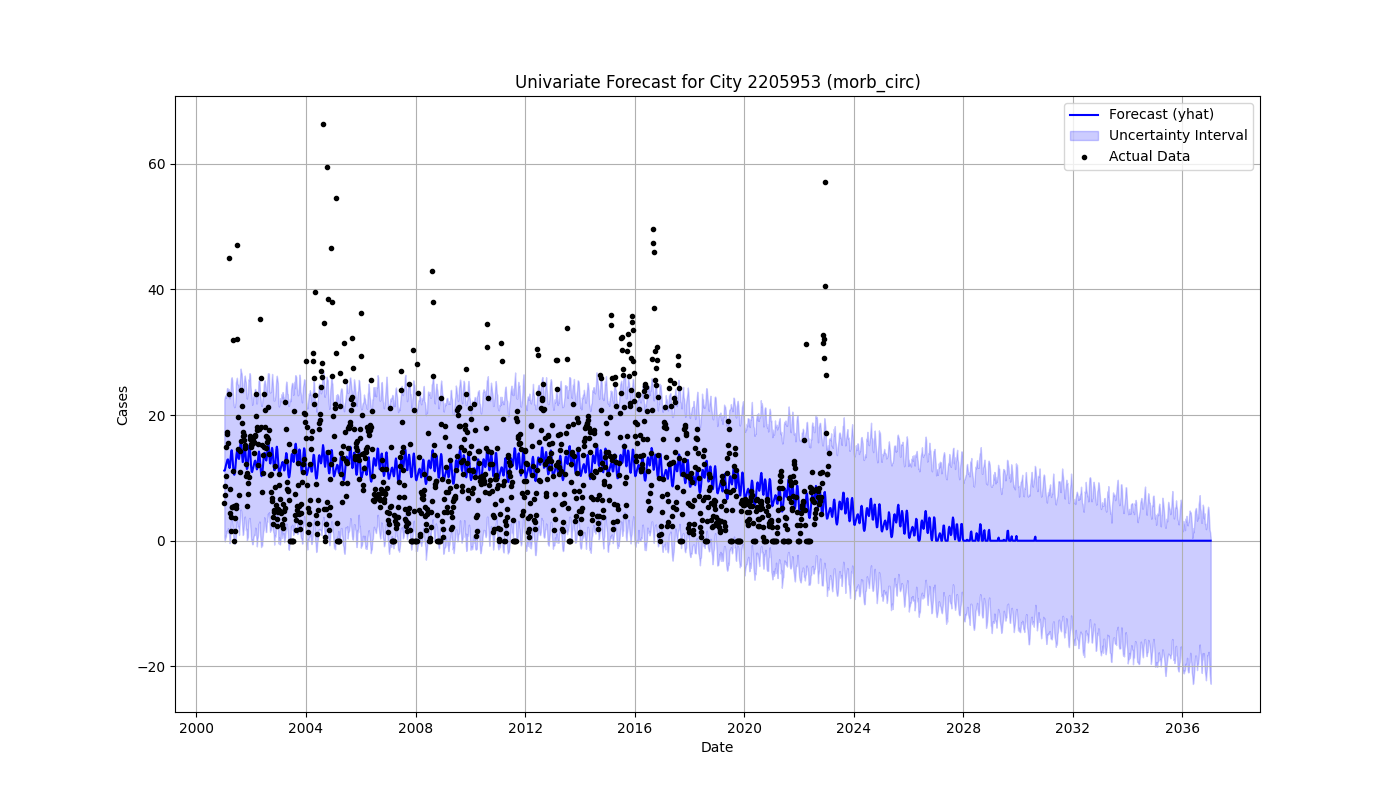 Univariate Forecast for City 2205953 (morb_circ)
Forecast (yhat)
Uncertainty Interval
Actual Data
Cases
60
40
20
0
−20
2000 2004 2008 2012 2016 2020 2024 2028 2032 2036
Date